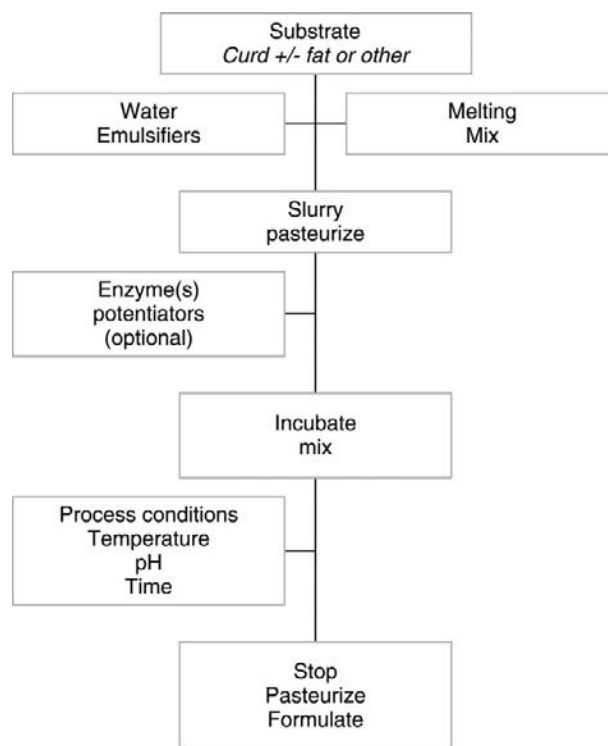 Substrate
Curd +/- fat or other
Water
Emulsifiers
Melting
Mix
Slurry
pasteurize
Enzyme(s)
potentiators
(optional)
Incubate
mix
Process conditions
Temperature
pH
Time
Stop
Pasteurize
Formulate